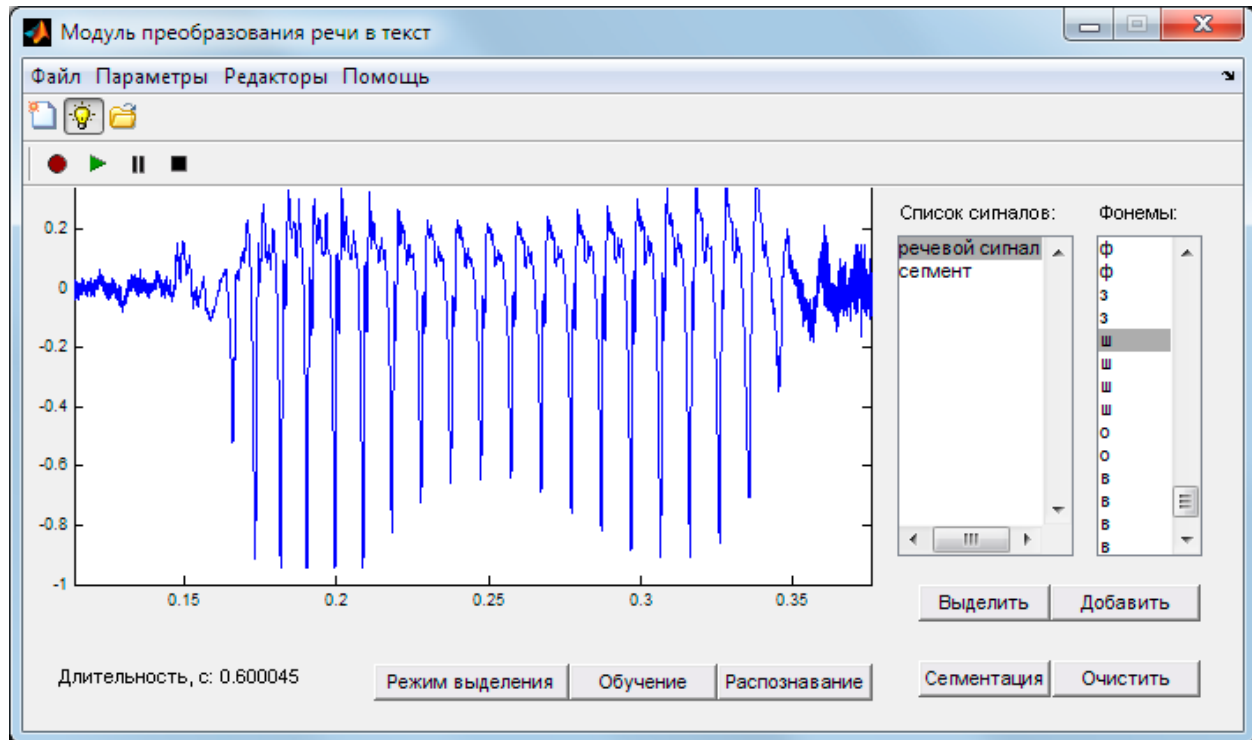 Модуль преобразования речи в текст
Файл Параметры Редакторы Помощь
Список сигналов:
Фонемы:
речевой сигнал
сегмент
ф
ф
з
з
ш
ш
ш
ш
о
о
в
в
в
в
0.2
0
-0.2
-0.4
-0.6
-0.8
-1
0.15 0.2 0.25 0.3 0.35
Выделить Добавить
Длительность, с: 0.600045
Режим выделения Обучение Распознавание
Сегментация Очистить